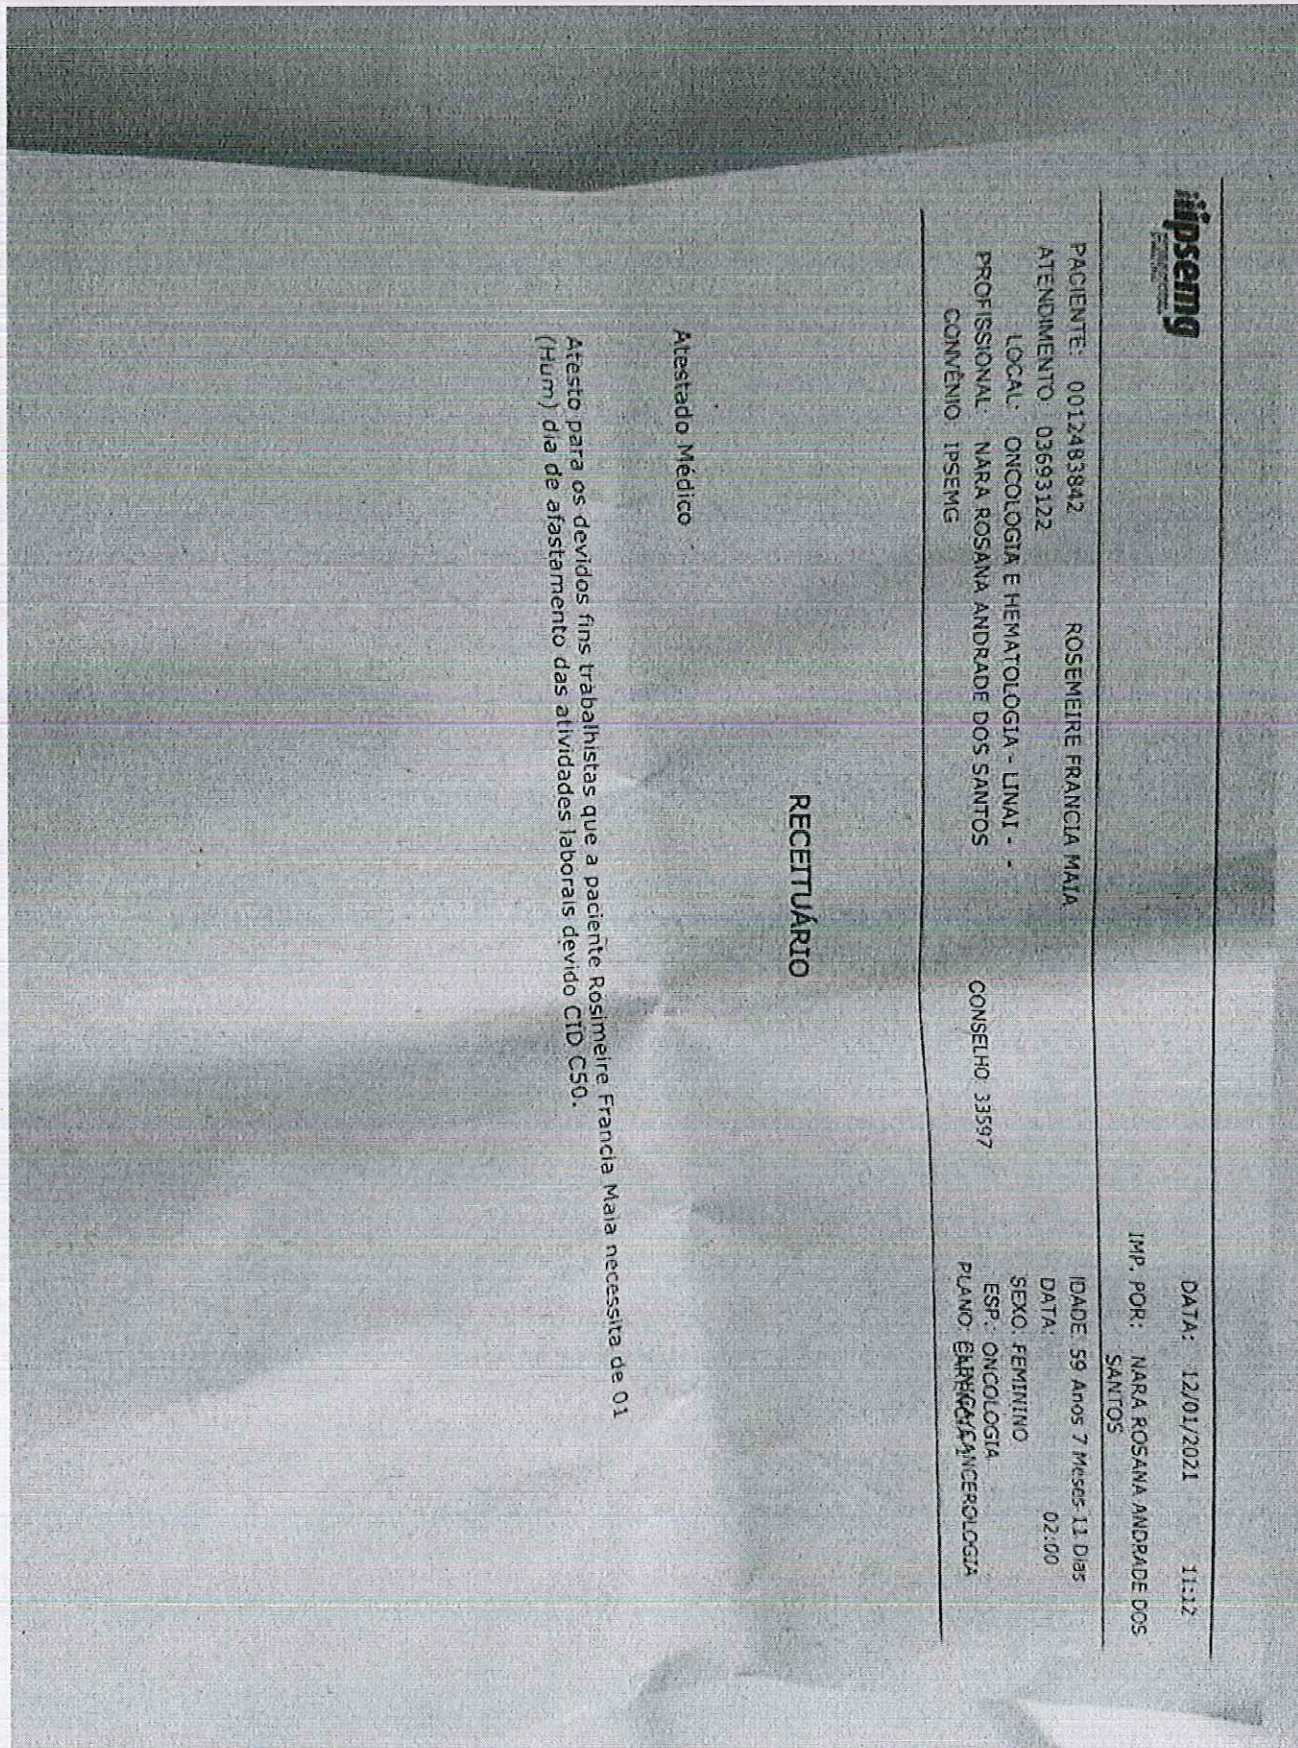 ipsemg
DATA: 12/01/2021 11:12
IMP. POR: NARA ROSANA ANDRADE DOS
SANTOS
PACIENTE: 0012483842 ROSEMEIRE FRANCIA MAIA IDADE: 59 Anos 7 Meses 11 Dias
ATENDIMENTO: 03693122 DATA: 02:00
LOCAL: ONCOLOGIA E HEMATOLOGIA - LINAI - - SEXO: FEMININO
PROFISSIONAL: NARA ROSANA ANDRADE DOS SANTOS CONSELHO: 33597 ESP.: ONCOLOGIA
CONVÊNIO: IPSEMG PLANO: CANCEROLOGIA
RECEITUÁRIO
Atestado Médico
Atesto para os devidos fins trabalhistas que a paciente Rosimeire Francia Maia necessita de 01
(Hum) dia de afastamento das atividades laborais devido CID C50.